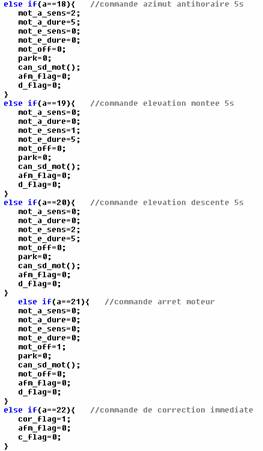 else if(a==18){ //commande azimut antihoraire 5s
mot_a_sens=2;
mot_a_dure=5;
mot_e_sens=0;
mot_e_dure=0;
mot_off=0;
park=0;
can_sd_mot();
afm_flag=0;
d_flag=0;
}
else if(a==19){ //commande elevation montee 5s
mot_a_sens=0;
mot_a_dure=0;
mot_e_sens=1;
mot_e_dure=5;
mot_off=0;
park=0;
can_sd_mot();
afm_flag=0;
d_flag=0;
}
else if(a==20){ //commande elevation descente 5s
mot_a_sens=0;
mot_a_dure=0;
mot_e_sens=2;
mot_e_dure=5;
mot_off=0;
park=0;
can_sd_mot();
afm_flag=0;
d_flag=0;
}
else if(a==21){ //commande arret moteur
mot_a_sens=0;
mot_a_dure=0;
mot_e_sens=0;
mot_e_dure=0;
mot_off=1;
park=0;
can_sd_mot();
mot_off=0;
afm_flag=0;
d_flag=0;
}
else if(a==22){ //commande de correction immediate
cor_flag=1;
afm_flag=0;
c_flag=0;
}